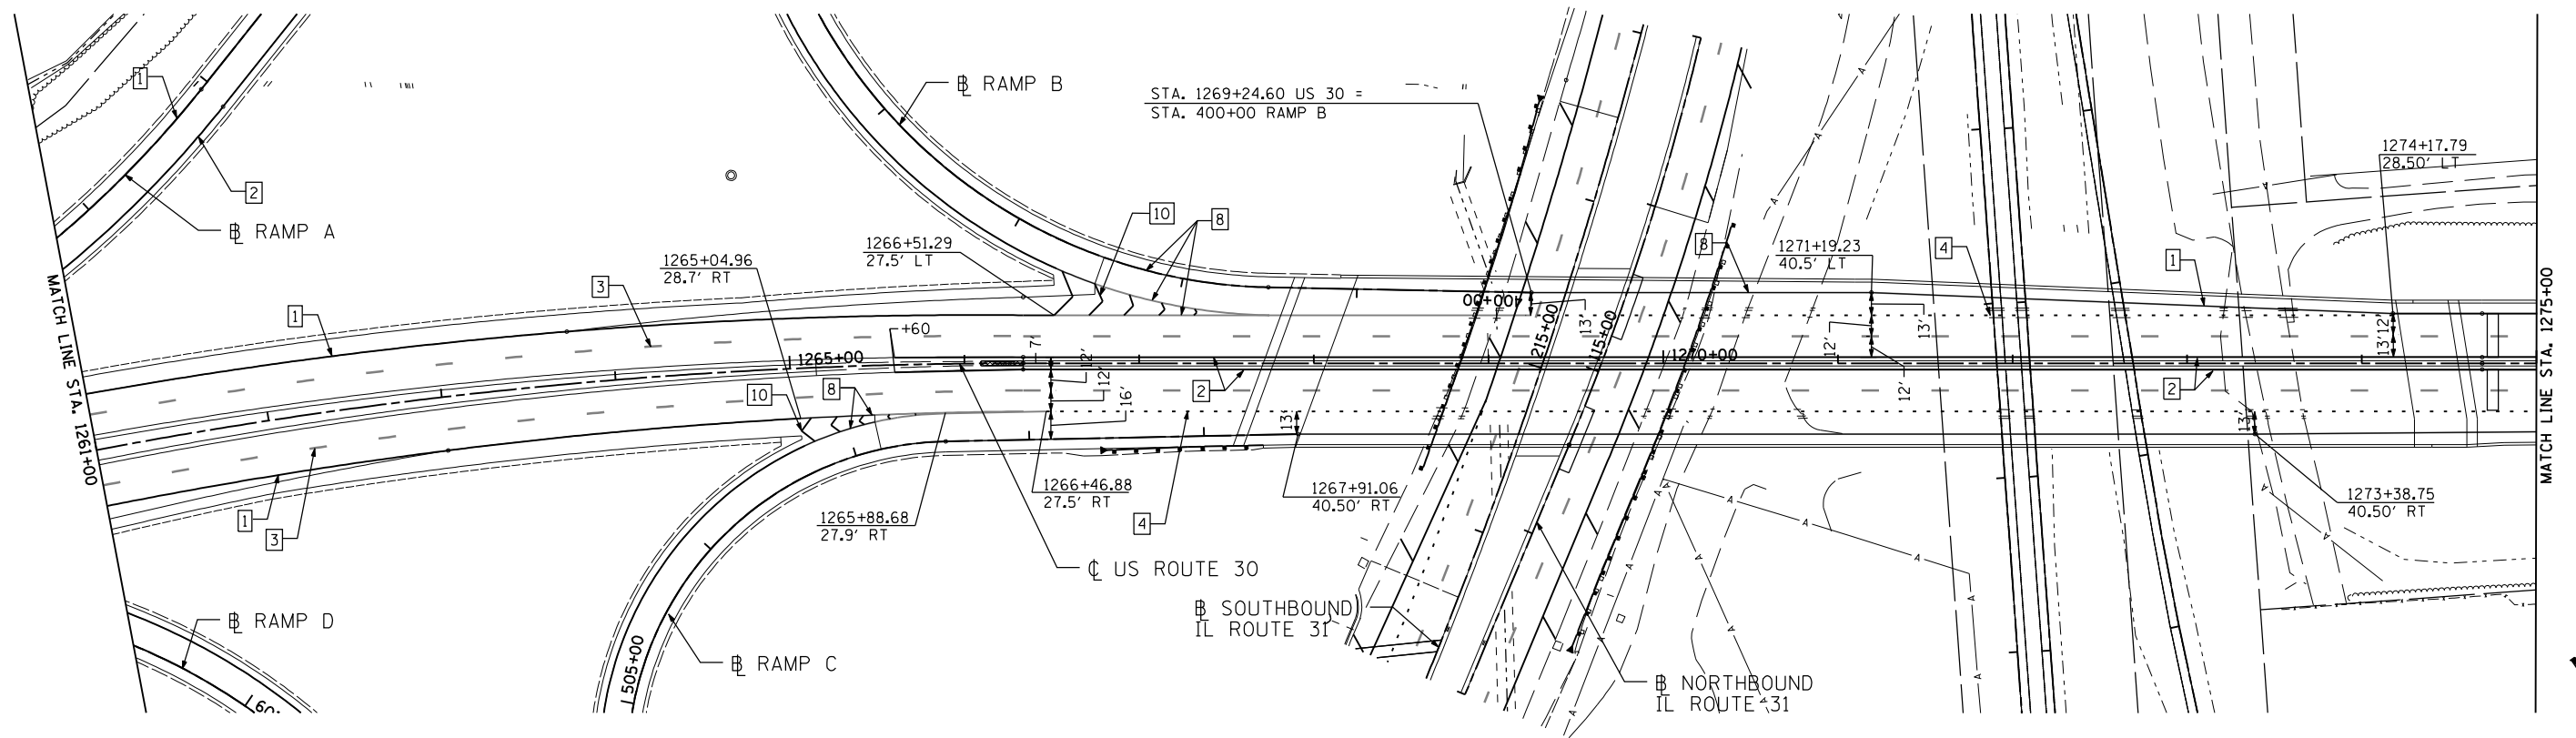 1
2
℄ RAMP A
MATCH LINE STA. 1261+00
1
3
1265+04.96
28.7' RT
1266+51.29
27.5' LT
℄ RAMP B
10
8
STA. 1269+24.60 US 30 =
STA. 400+00 RAMP B
400+00
215+00
115+00
13'
8
1271+19.23
40.5' LT
13'
12'
12'
4
1
1274+17.79
28.50' LT
12'
13'
MATCH LINE STA. 1275+00
+60
1265+00
7'
12'
12'
16'
2
1270+00
2
10
8
1
3
1265+88.68
27.9' RT
1266+46.88
27.5' RT
4
13'
1267+91.06
40.50' RT
13'
1273+38.75
40.50' RT
℄ US ROUTE 30
℄ RAMP D
505+00
℄ RAMP C
℄ SOUTHBOUND
IL ROUTE 31
℄ NORTHBOUND
IL ROUTE 31
A
A
A
A
A
A
A